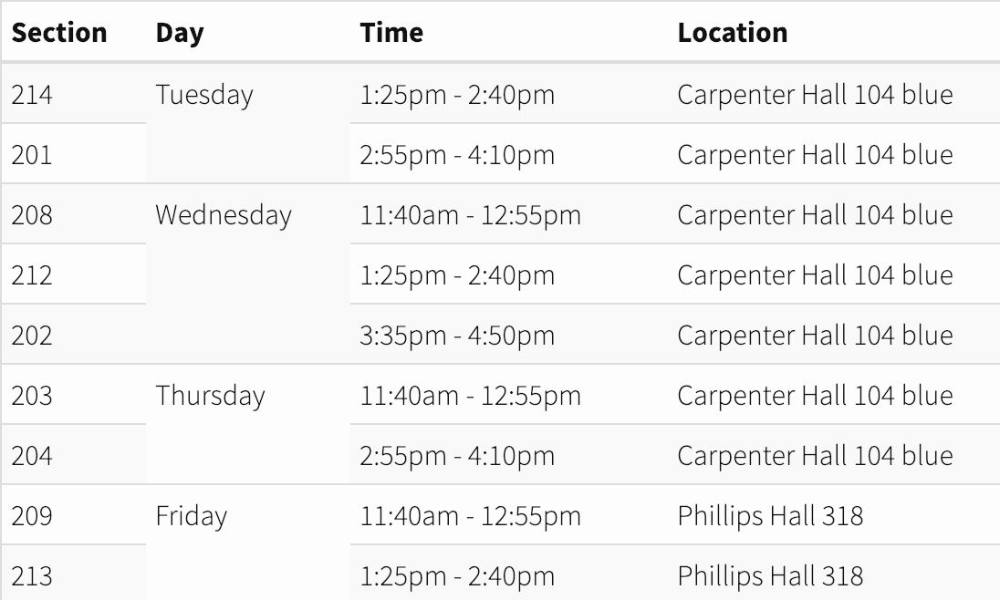 Section Day Time Location
214 Tuesday 1:25pm - 2:40pm Carpenter Hall 104 blue
201 2:55pm - 4:10pm Carpenter Hall 104 blue
208 Wednesday 11:40am - 12:55pm Carpenter Hall 104 blue
212 1:25pm - 2:40pm Carpenter Hall 104 blue
202 3:35pm - 4:50pm Carpenter Hall 104 blue
203 Thursday 11:40am - 12:55pm Carpenter Hall 104 blue
204 2:55pm - 4:10pm Carpenter Hall 104 blue
209 Friday 11:40am - 12:55pm Phillips Hall 318
213 1:25pm - 2:40pm Phillips Hall 318